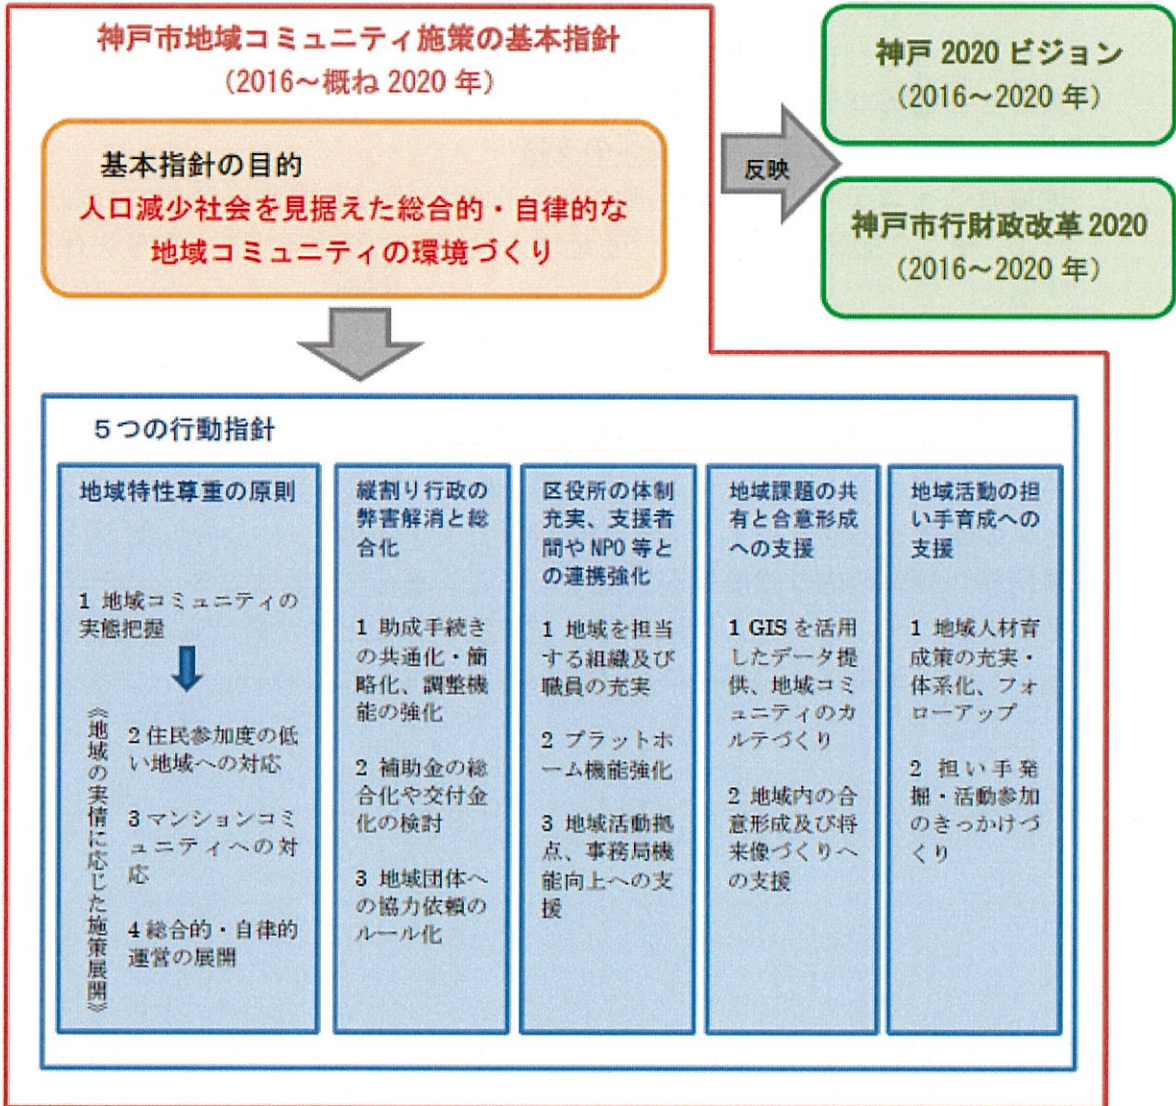 神戸市地域コミュニティ施策の基本指針
（2016～概ね 2020 年）
基本指針の目的
人口減少社会を見据えた総合的・自律的な
地域コミュニティの環境づくり
反映
神戸 2020 ビジョン
（2016～2020 年）
神戸市行財政改革 2020
（2016～2020 年）
５つの行動指針
地域特性尊重の原則
1 地域コミュニティの
実態把握
《地域の実情に応じた施策展開》
2 住民参加度の低
い地域への対応
3 マンションコミ
ュニティへの対
応
4 総合的・自律的
運営の展開
縦割り行政の
弊害解消と総
合化
1 助成手続き
の共通化・簡
略化、調整機
能の強化
2 補助金の総
合化や交付金
化の検討
3 地域団体へ
の協力依頼の
ルール化
区役所の体制
充実、支援者
間や NPO 等と
の連携強化
1 地域を担当
する組織及び
職員の充実
2 プラットホ
ーム機能強化
3 地域活動拠
点、事務局機
能向上への支
援
地域課題の共
有と合意形成
への支援
1 GIS を活用
したデータ提
供、地域コミ
ュニティのカ
ルテづくり
2 地域内の合
意形成及び将
来像づくりへ
の支援
地域活動の担
い手育成への
支援
1 地域人材育
成策の充実・
体系化、フォ
ローアップ
2 担い手発
掘・活動参加
のきっかけづ
くり